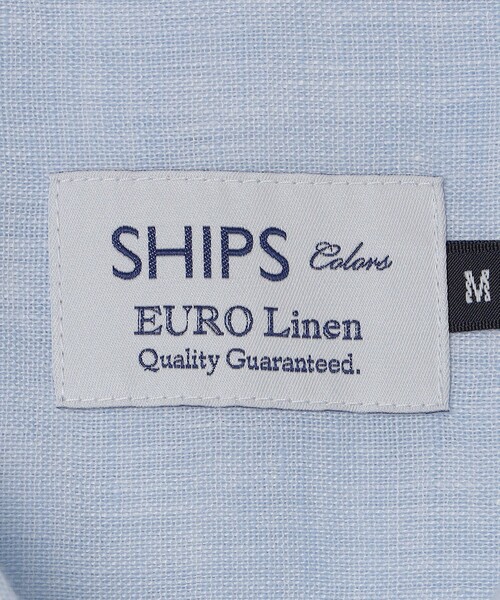 SHIPS Colors
EURO Linen
Quality Guaranteed.
M